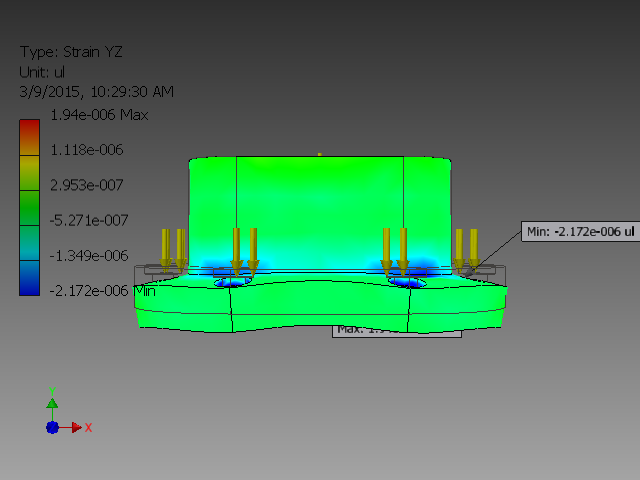 Type: Strain YZ
Unit: ul
3/9/2015, 10:29:30 AM
1.94e-006 Max
1.118e-006
2.953e-007
-5.271e-007
-1.349e-006
-2.172e-006 Min
Min: -2.172e-006 ul
Max:
Y
X